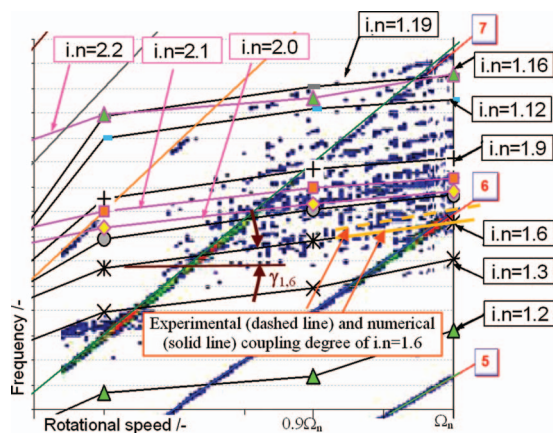 i.n=2.2
i.n=2.1
i.n=2.0
i.n=1.19
7
i.n=1.16
i.n=1.12
i.n=1.9
6
i.n=1.6
i.n=1.3
i.n=1.2
5
γ1,6
Experimental (dashed line) and numerical
(solid line) coupling degree of i.n=1.6
Frequency /-
Rotational speed /-
0.9Ωn
Ωn